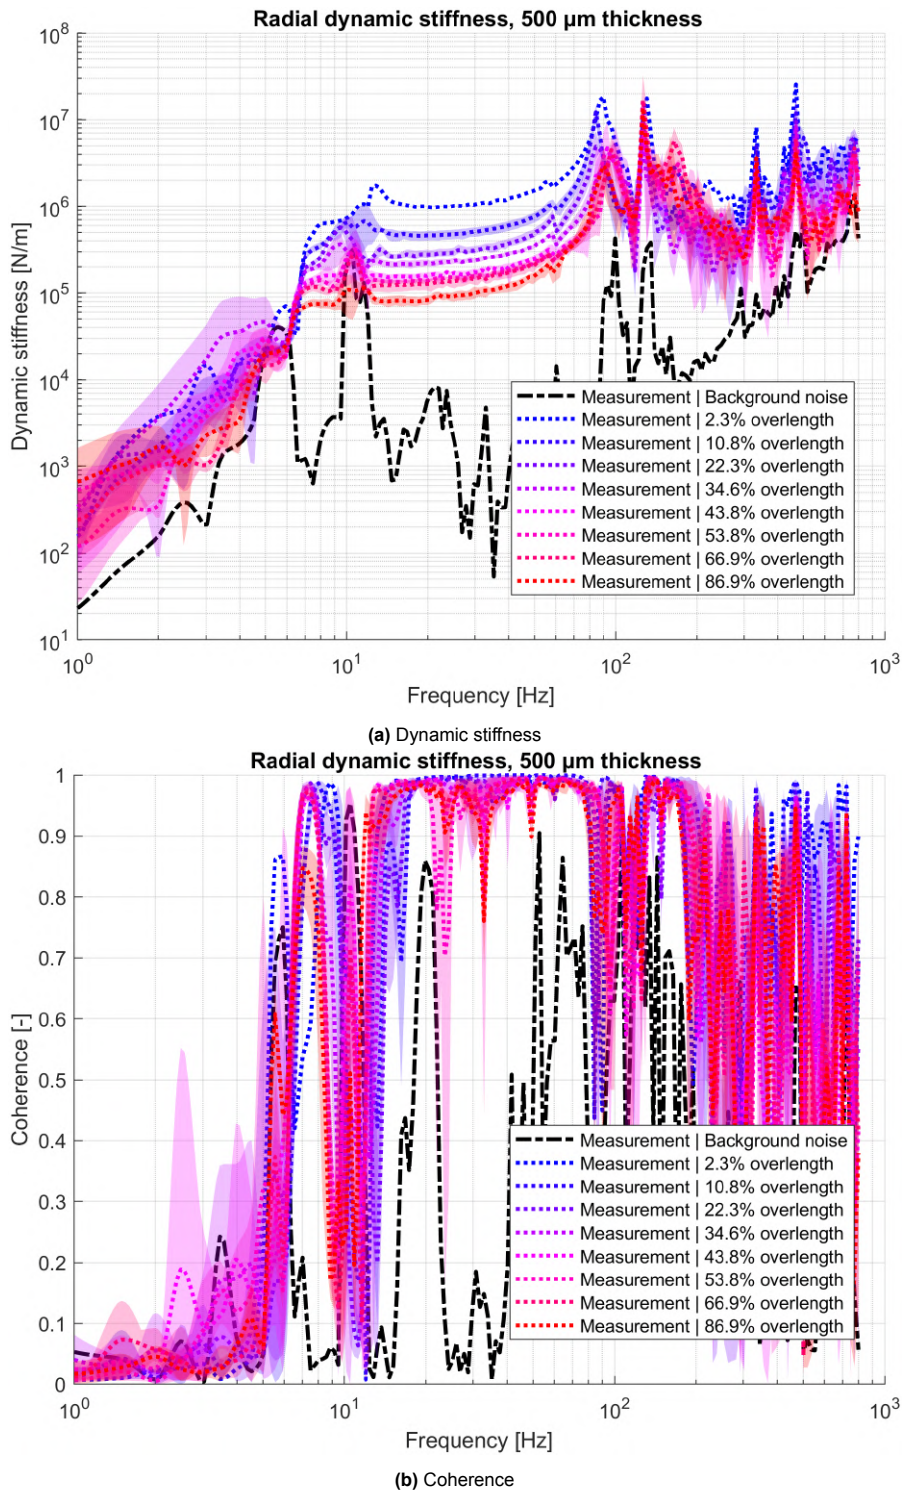 Radial dynamic stiffness, 500 µm thickness
10^8
10^7
10^6
10^5
10^4
10^3
10^2
10^1
Dynamic stiffness [N/m]
Measurement | Background noise
Measurement | 2.3% overlength
Measurement | 10.8% overlength
Measurement | 22.3% overlength
Measurement | 34.6% overlength
Measurement | 43.8% overlength
Measurement | 53.8% overlength
Measurement | 66.9% overlength
Measurement | 86.9% overlength
10^0 10^1 10^2 10^3
Frequency [Hz]
(a) Dynamic stiffness
Radial dynamic stiffness, 500 µm thickness
1
0.9
0.8
0.7
0.6
0.5
0.4
0.3
0.2
0.1
0
Coherence [-]
Measurement | Background noise
Measurement | 2.3% overlength
Measurement | 10.8% overlength
Measurement | 22.3% overlength
Measurement | 34.6% overlength
Measurement | 43.8% overlength
Measurement | 53.8% overlength
Measurement | 66.9% overlength
Measurement | 86.9% overlength
10^0 10^1 10^2 10^3
Frequency [Hz]
(b) Coherence